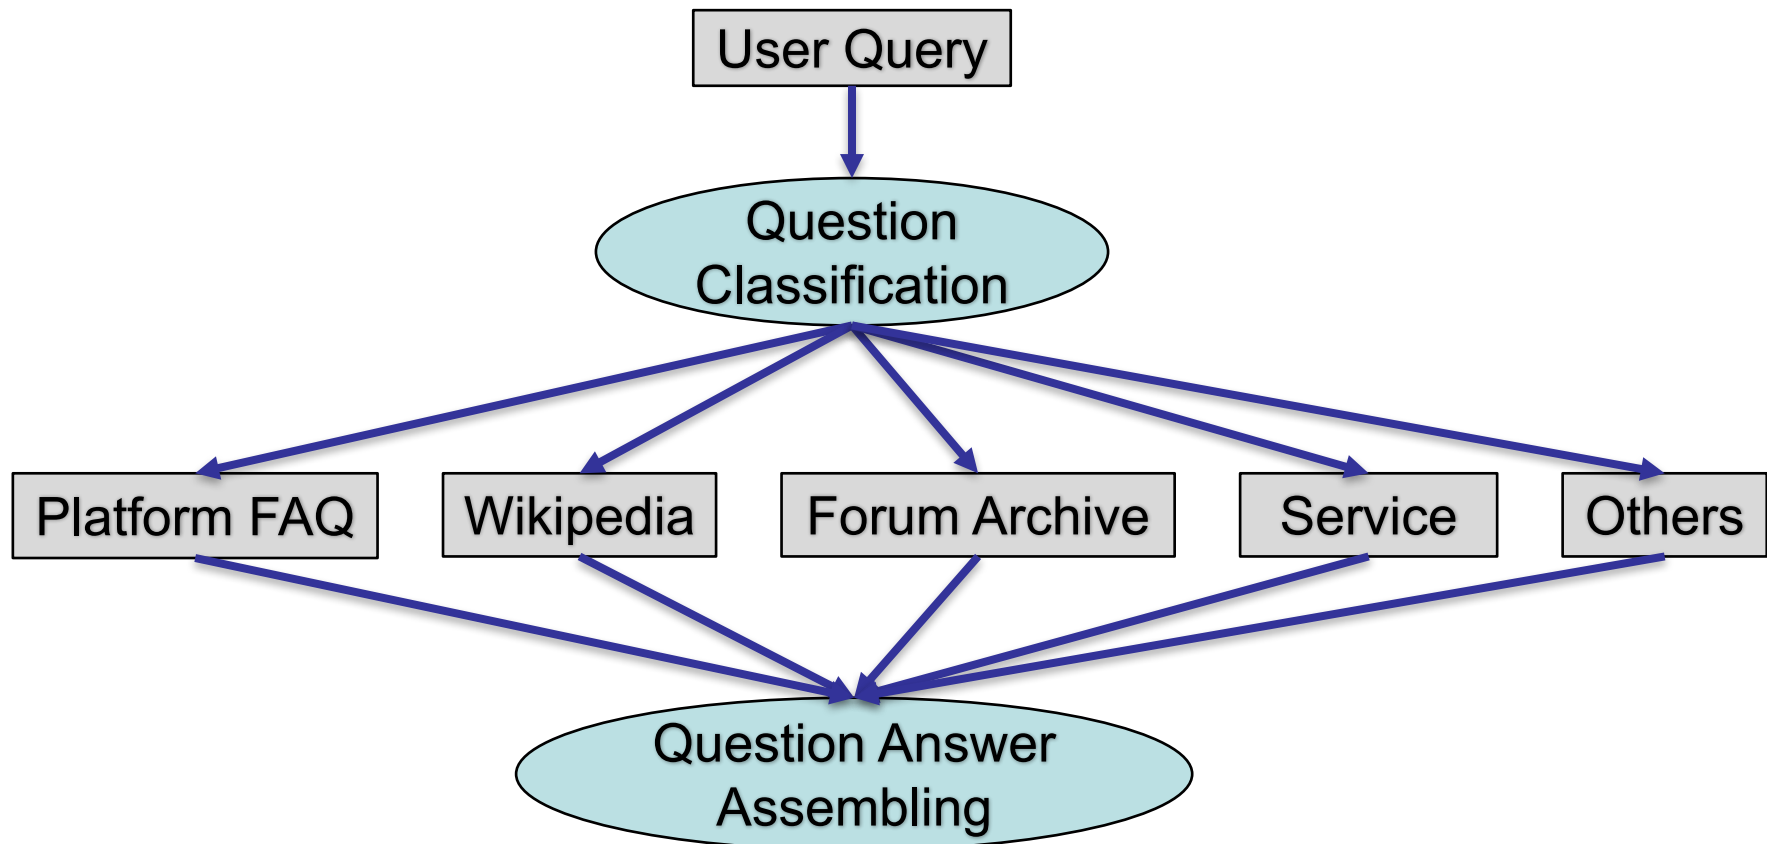 User Query
Question
Classification
Platform FAQ
Wikipedia
Forum Archive
Service
Others
Question Answer
Assembling